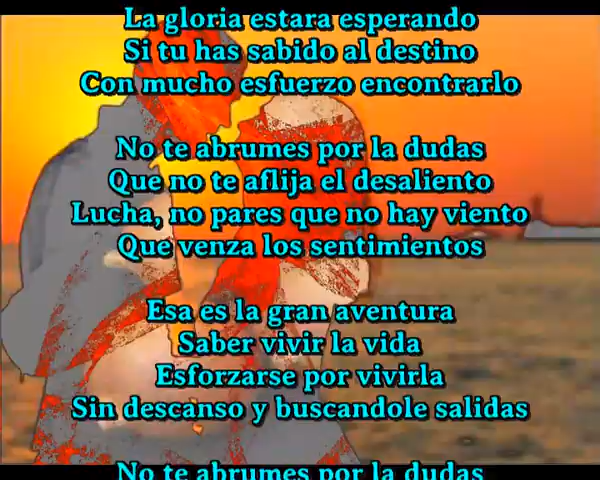 La gloria estara esperando
Si tu has sabido al destino
Con mucho esfuerzo encontrarlo
No te abrumes por la dudas
Que no te aflija el desaliento
Lucha, no pares que no hay viento
Que venza los sentimientos
Esa es la gran aventura
Saber vivir la vida
Esforzarse por vivirla
Sin descanso y buscandole salidas
No te abrumes por la dudas